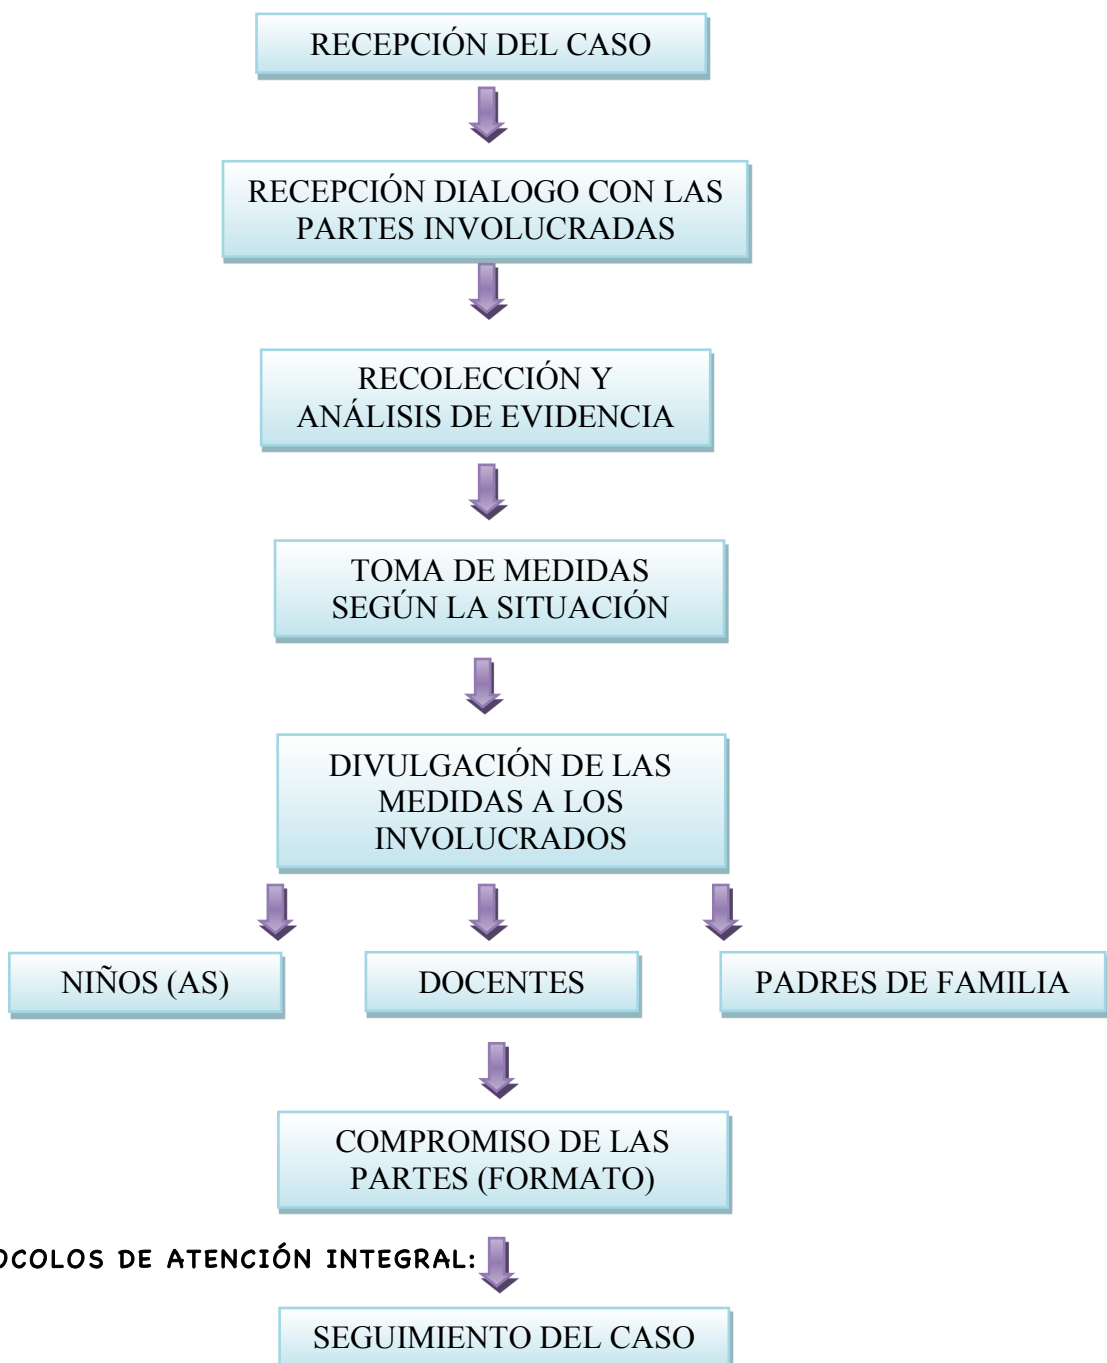 RECEPCIÓN DEL CASO
RECEPCIÓN DIALOGO CON LAS
PARTES INVOLUCRADAS
RECOLECCIÓN Y
ANÁLISIS DE EVIDENCIA
TOMA DE MEDIDAS
SEGÚN LA SITUACIÓN
DIVULGACIÓN DE LAS
MEDIDAS A LOS
INVOLUCRADOS
NIÑOS (AS)
DOCENTES
PADRES DE FAMILIA
COMPROMISO DE LAS
PARTES (FORMATO)
OCOLOS DE ATENCIÓN INTEGRAL:
SEGUIMIENTO DEL CASO